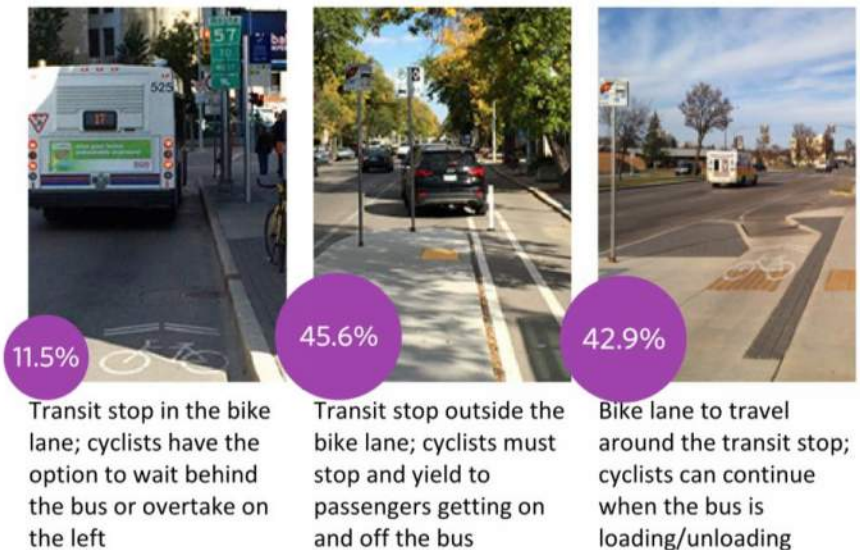 57
525
17
11.5%
45.6%
42.9%
Transit stop in the bike
lane; cyclists have the
option to wait behind
the bus or overtake on
the left
Transit stop outside the
bike lane; cyclists must
stop and yield to
passengers getting on
and off the bus
Bike lane to travel
around the transit stop;
cyclists can continue
when the bus is
loading/unloading